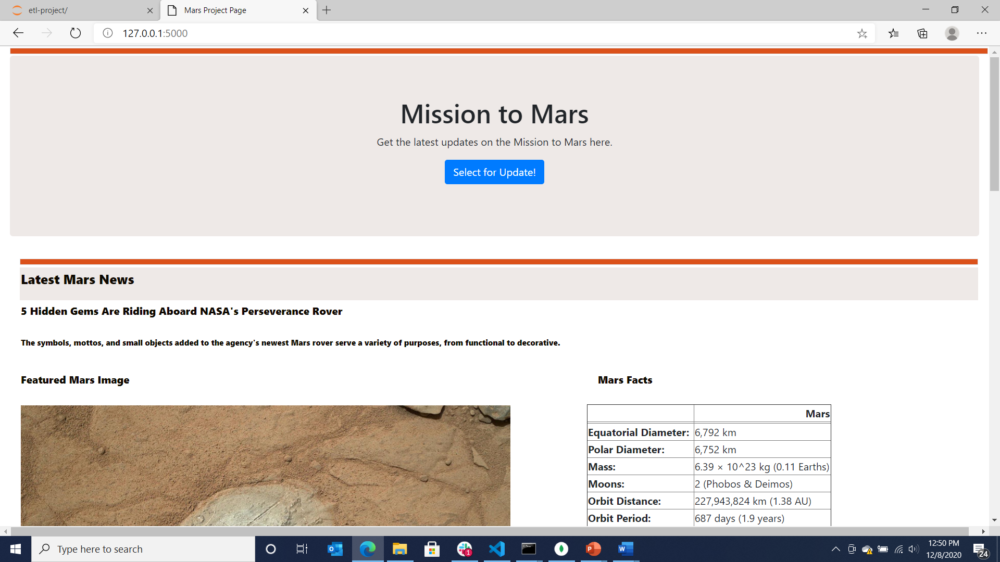 etl-project/
Mars Project Page
127.0.0.1:5000
Mission to Mars
Get the latest updates on the Mission to Mars here.
Select for Update!
Latest Mars News
5 Hidden Gems Are Riding Aboard NASA's Perseverance Rover
The symbols, mottos, and small objects added to the agency's newest Mars rover serve a variety of purposes, from functional to decorative.
Featured Mars Image
Mars Facts
Mars
Equatorial Diameter: 6,792 km
Polar Diameter: 6,752 km
Mass: 6.39 × 10^23 kg (0.11 Earths)
Moons: 2 (Phobos & Deimos)
Orbit Distance: 227,943,824 km (1.38 AU)
Orbit Period: 687 days (1.9 years)
Type here to search
1
12:50 PM
12/8/2020
24